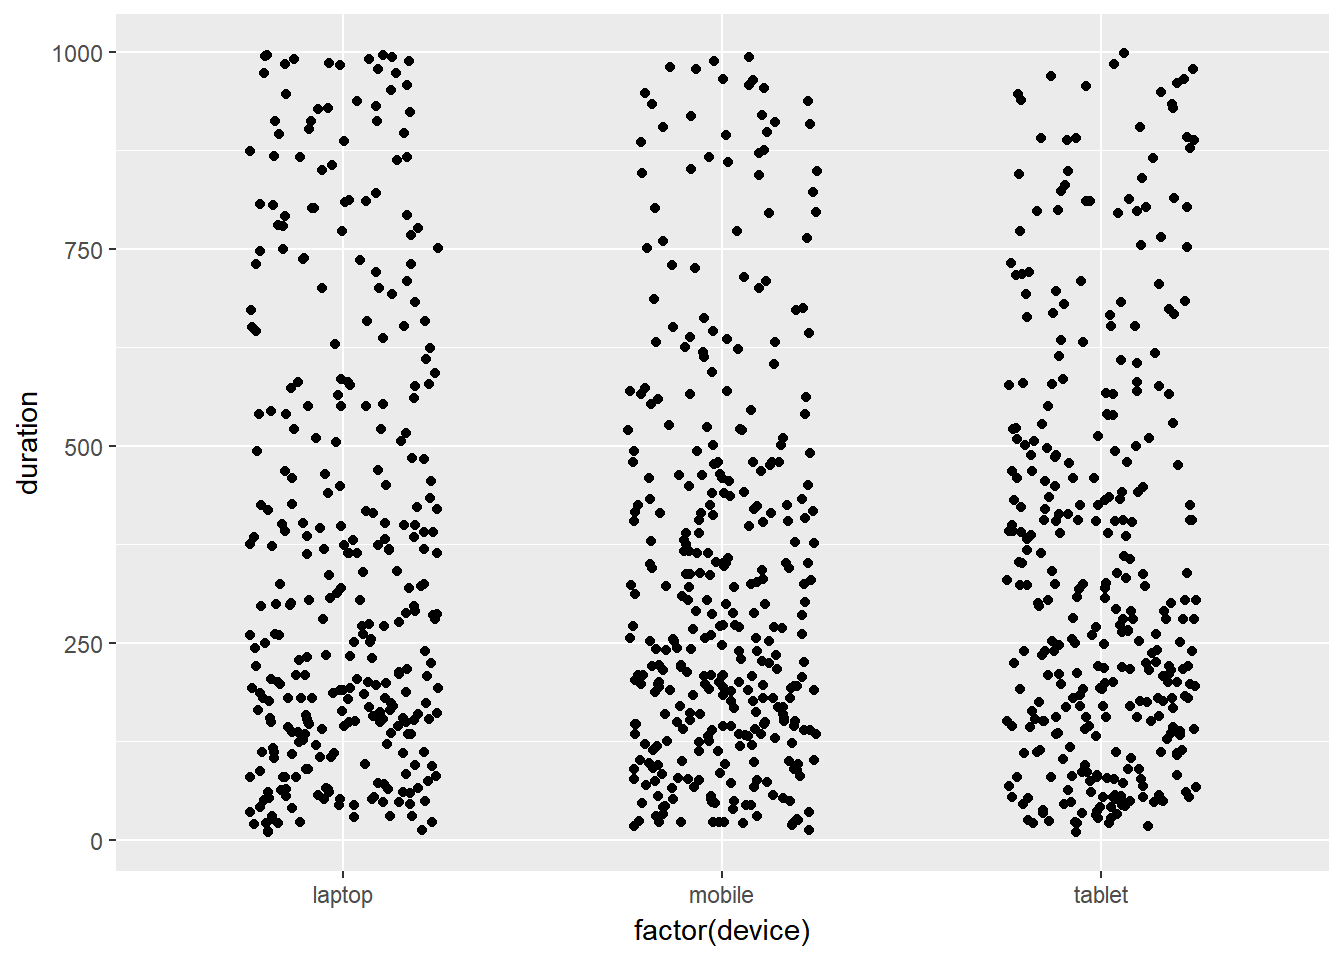 1000
750
500
250
0
duration
laptop
mobile
tablet
factor(device)